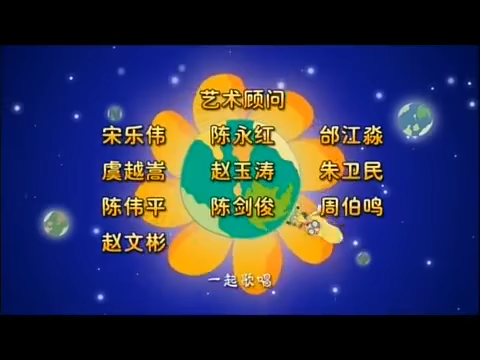 艺术顾问
宋乐伟 陈永红 邰江淼
虞越嵩 赵玉涛 朱卫民
陈伟平 陈剑俊 周伯鸣
赵文彬
一起歌唱